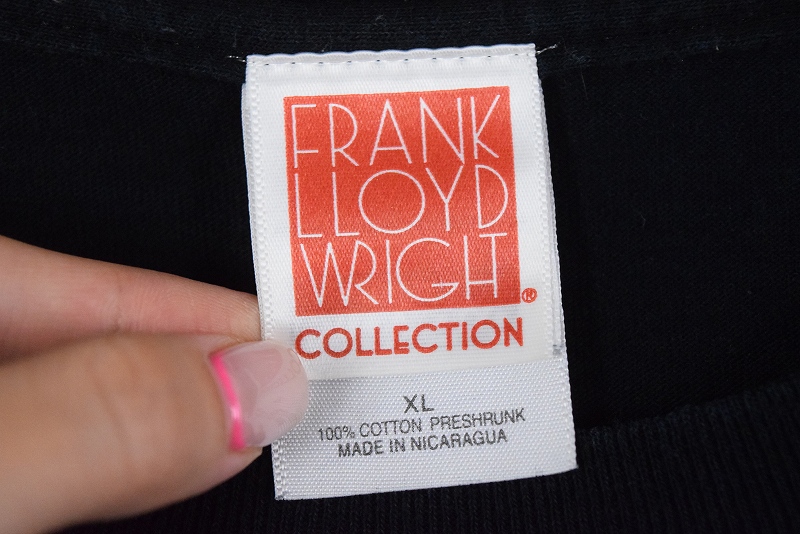 FRANK
LLOYD
WRIGHT®
COLLECTION
XL
100% COTTON PRESHRUNK
MADE IN NICARAGUA